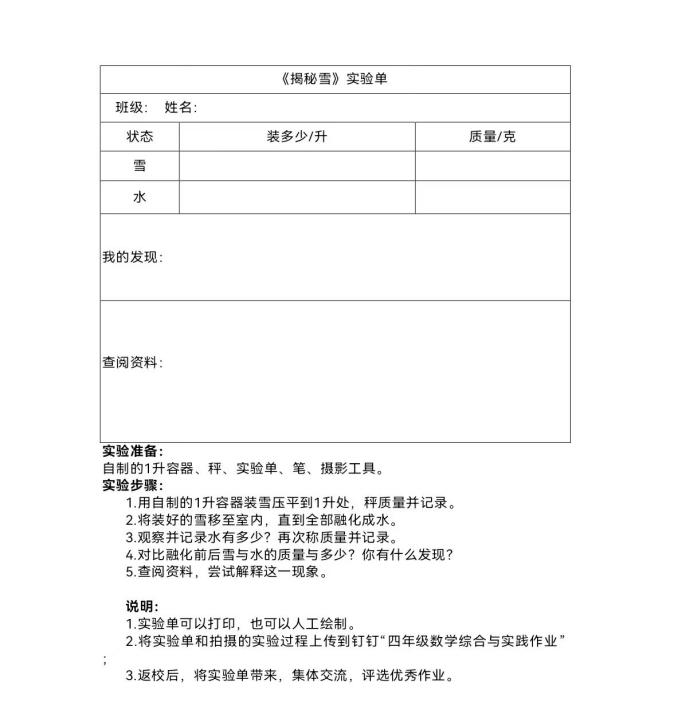 《揭秘雪》实验单
班级： 姓名：
状态 装多少/升 质量/克
雪
水
我的发现：
查阅资料：
实验准备：
自制的1升容器、秤、实验单、笔、摄影工具。
实验步骤：
1.用自制的1升容器装雪压平到1升处，秤质量并记录。
2.将装好的雪移至室内，直到全部融化成水。
3.观察并记录水有多少？再次称质量并记录。
4.对比融化前后雪与水的质量与多少？你有什么发现？
5.查阅资料，尝试解释这一现象。
说明：
1.实验单可以打印，也可以人工绘制。
2.将实验单和拍摄的实验过程上传到钉钉“四年级数学综合与实践作业”
；
3.返校后，将实验单带来，集体交流，评选优秀作业。